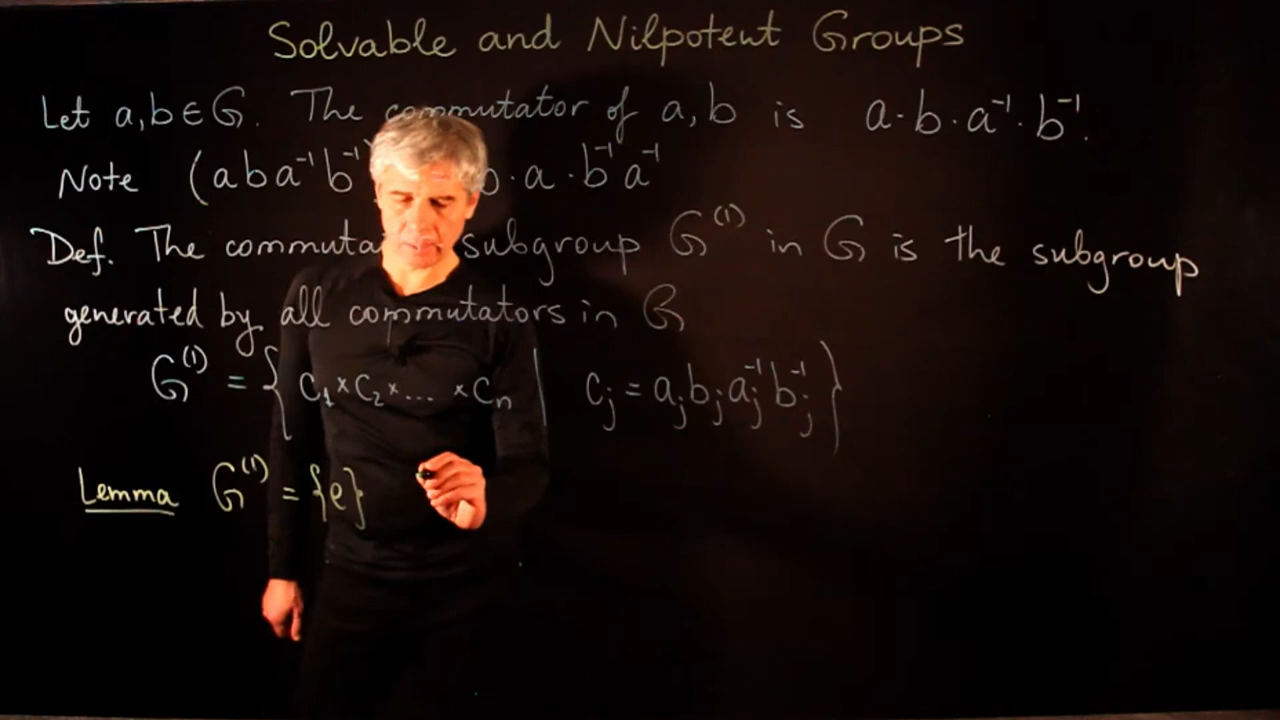 Solvable and Nilpotent Groups
Let a, b ∈ G. The commutator of a, b is a·b·a⁻¹·b⁻¹.
Note (aba⁻¹b⁻¹ b·a·b⁻¹a⁻¹
Def. The commuta subgroup G⁽¹⁾ in G is the subgroup
generated by all commutators in G
G⁽¹⁾ = { c₁ × c₂ × ... × cₙ | cⱼ = aⱼbⱼaⱼ⁻¹bⱼ⁻¹ }
Lemma G⁽¹⁾ = {e}